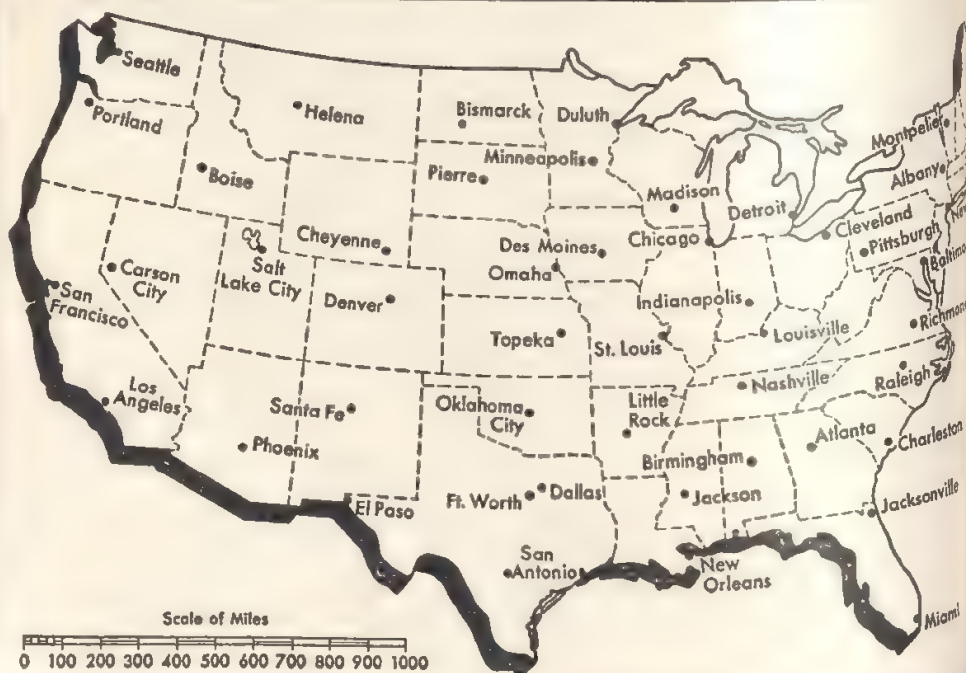 Seattle
Portland
Helena
Bismarck
Duluth
Minneapolis
Boise
Pierre
Madison
Detroit
Montpelie
Albany
Cleveland
Pittsburgh
Baltimo
Cheyenne
Des Moines
Chicago
Omaha
Salt
Lake City
Carson
City
San
Francisco
Denver
Indianapolis
Richmon
Topeka
St. Louis
Louisville
Los
Angeles
Santa Fe
Oklahoma
City
Little
Rock
Nashville
Raleigh
Phoenix
Birmingham
Atlanta
Charleston
El Paso
Ft. Worth
Dallas
Jackson
Jacksonville
San
Antonio
New
Orleans
Miami
Scale of Miles
0 100 200 300 400 500 600 700 800 900 1000